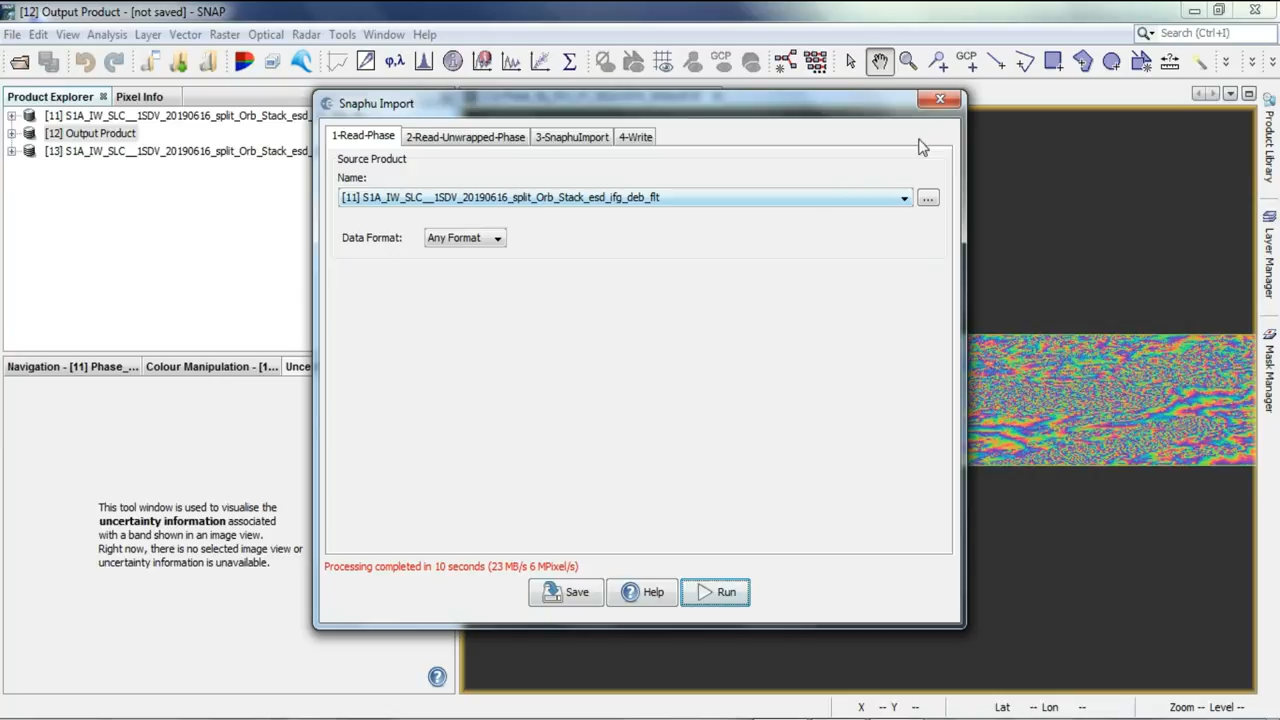 [12] Output Product - [not saved] - SNAP
File Edit View Analysis Layer Vector Raster Optical Radar Tools Window Help
Search (Ctrl+I)
φ,λ
GCP
Σ
GCP
Product Explorer
Pixel Info
[11] S1A_IW_SLC__1SDV_20190616_split_Orb_Stack_esd_
[12] Output Product
[13] S1A_IW_SLC__1SDV_20190616_split_Orb_Stack_esd_
Snaphu Import
1-Read-Phase
2-Read-Unwrapped-Phase
3-SnaphuImport
4-Write
Source Product
Name:
[11] S1A_IW_SLC__1SDV_20190616_split_Orb_Stack_esd_ifg_deb_flt
...
Data Format:
Any Format
Processing completed in 10 seconds (23 MB/s 6 MPixel/s)
Save
Help
Run
Navigation - [11] Phase_...
Colour Manipulation - [1...
Unce
This tool window is used to visualise the
uncertainty information associated
with a band shown in an image view.
Right now, there is no selected image view or
uncertainty information is unavailable.
Product Library
Layer Manager
Mask Manager
X -- Y -- Lat -- Lon -- Zoom -- Level --